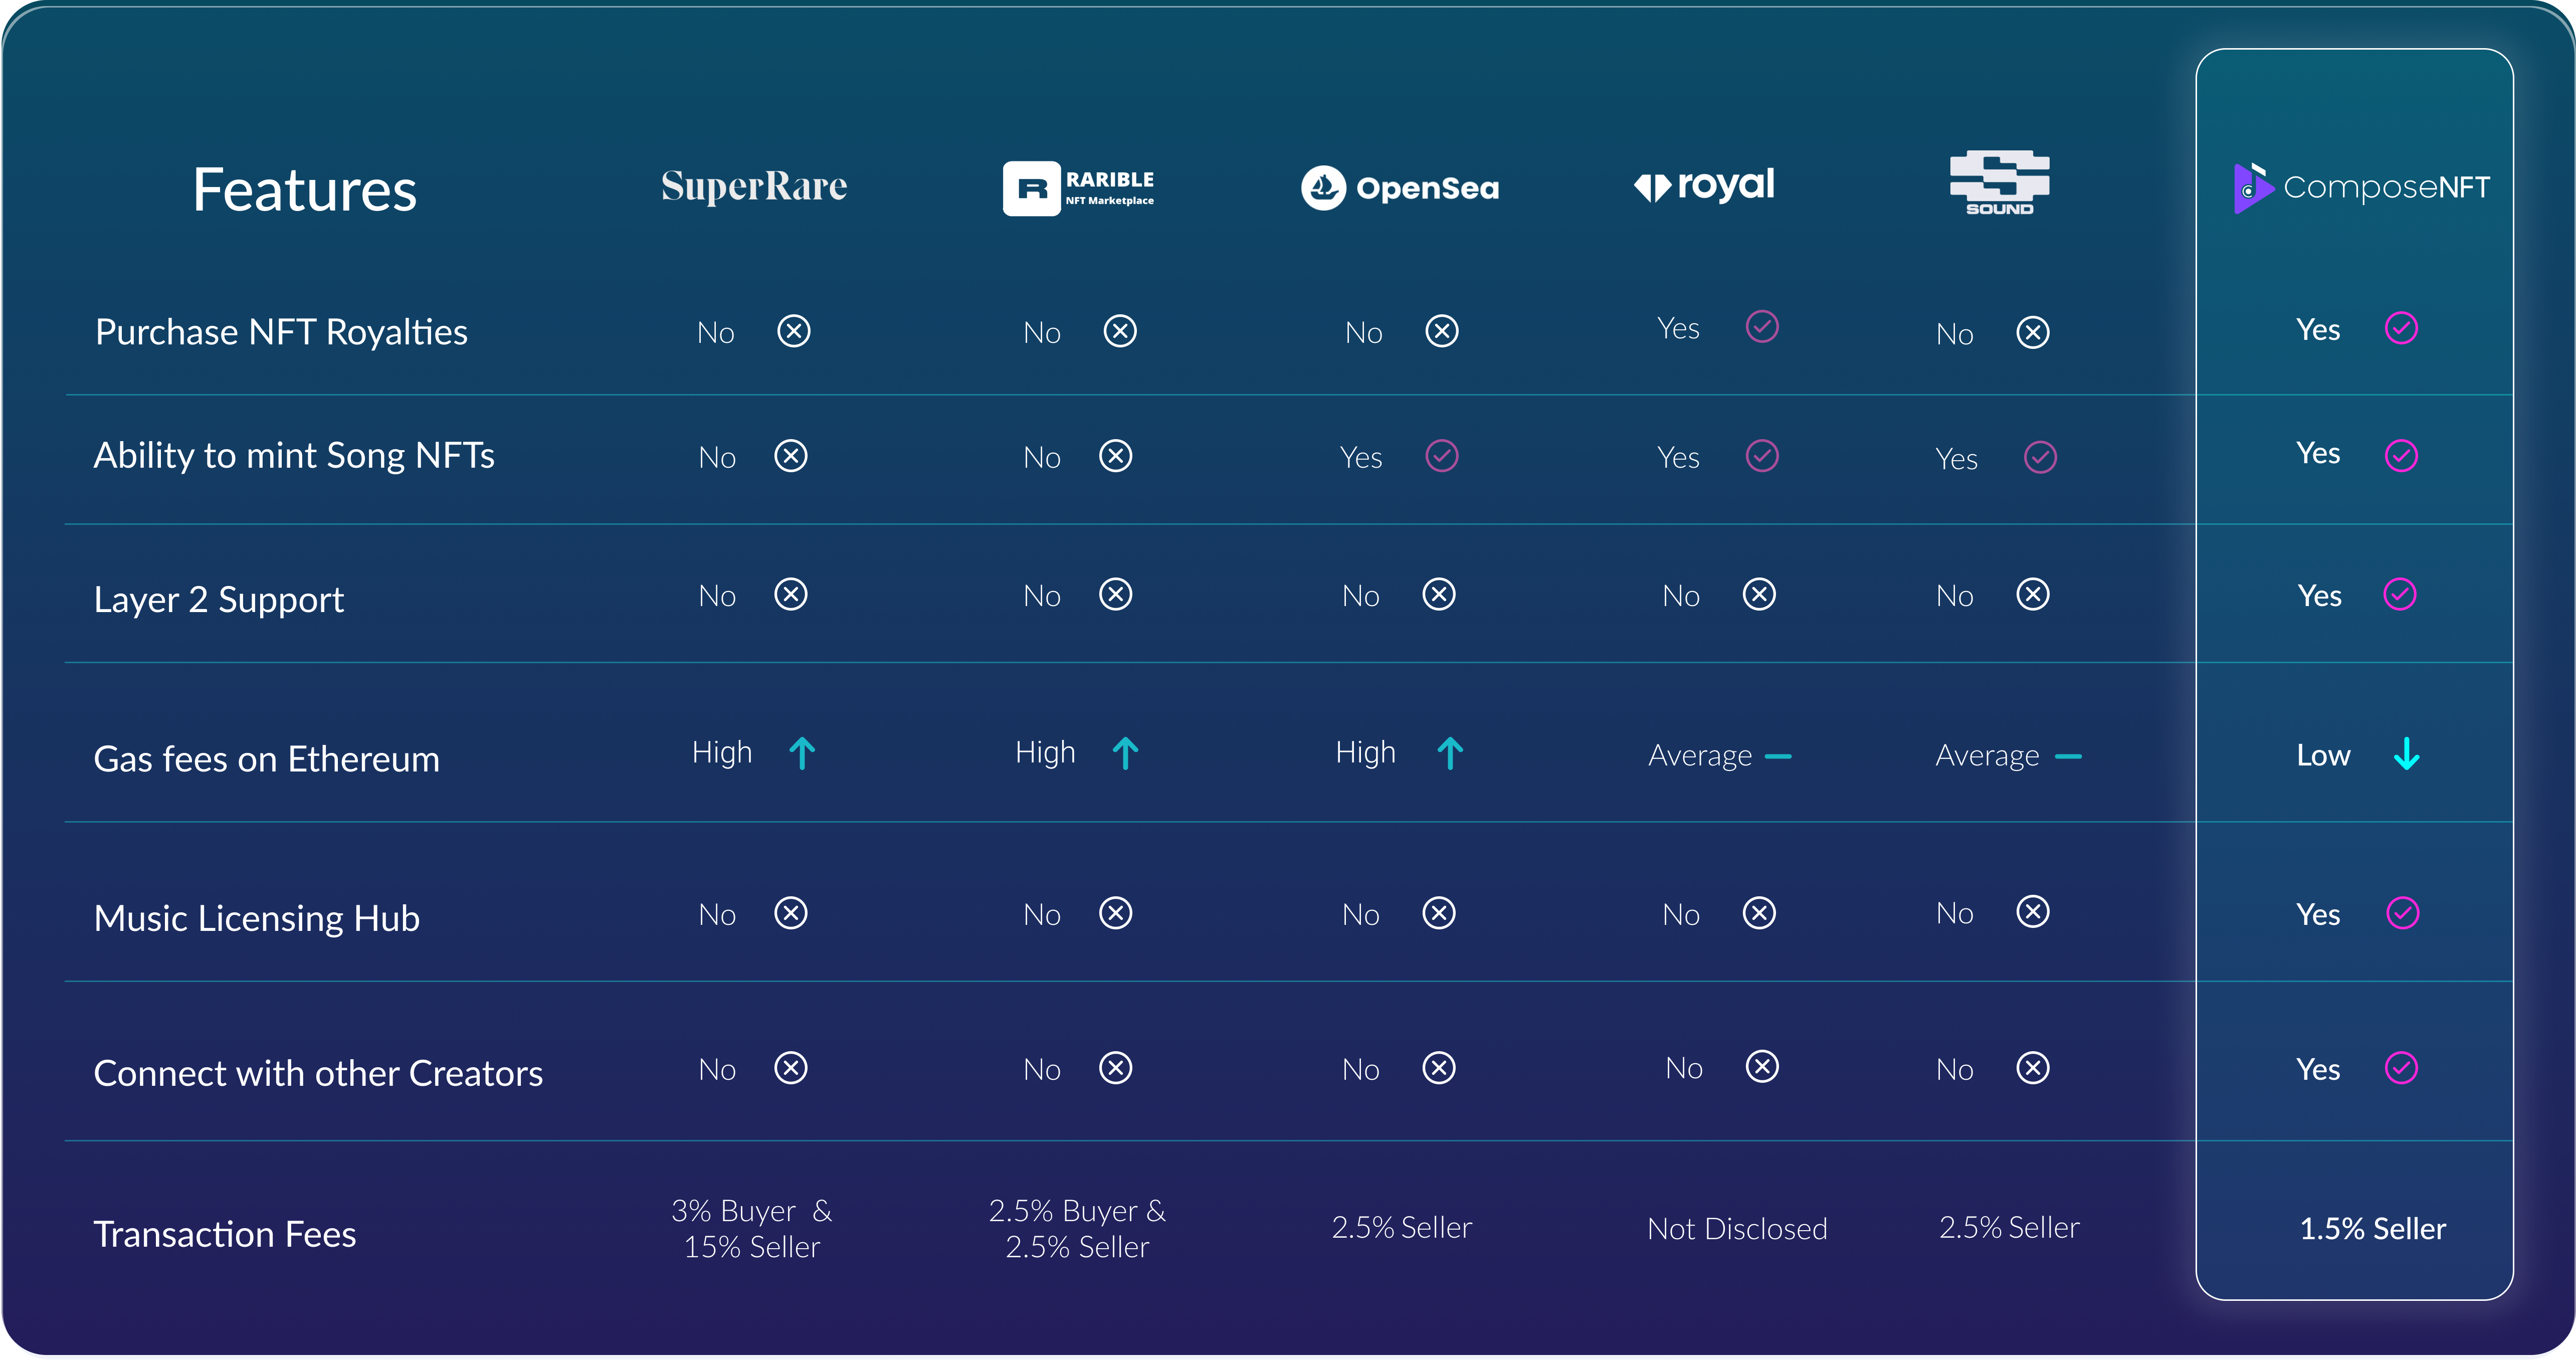 Features SuperRare R RARIBLE NFT Marketplace OpenSea royal SOUND ComposeNFT
Purchase NFT Royalties No No No Yes No Yes
Ability to mint Song NFTs No No Yes Yes Yes Yes
Layer 2 Support No No No No No Yes
Gas fees on Ethereum High High High Average Average Low
Music Licensing Hub No No No No No Yes
Connect with other Creators No No No No No Yes
Transaction Fees 3% Buyer & 15% Seller 2.5% Buyer & 2.5% Seller 2.5% Seller Not Disclosed 2.5% Seller 1.5% Seller